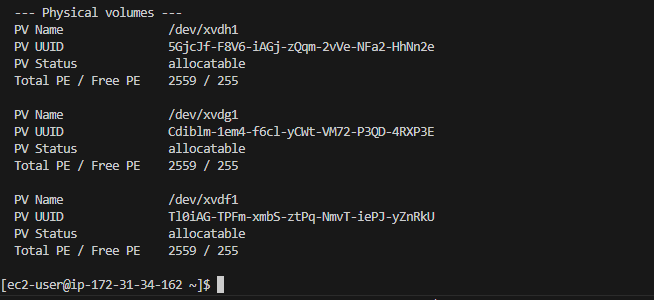 --- Physical volumes ---
PV Name /dev/xvdh1
PV UUID 5GjcJf-F8V6-iAGj-zQqm-2vVe-NFa2-HhNn2e
PV Status allocatable
Total PE / Free PE 2559 / 255
PV Name /dev/xvdg1
PV UUID Cdiblm-1em4-f6cl-yCWt-VM72-P3QD-4RXP3E
PV Status allocatable
Total PE / Free PE 2559 / 255
PV Name /dev/xvdf1
PV UUID Tl0iAG-TPFm-xmbS-ztPq-NmvT-iePJ-yZnRkU
PV Status allocatable
Total PE / Free PE 2559 / 255
[ec2-user@ip-172-31-34-162 ~]$